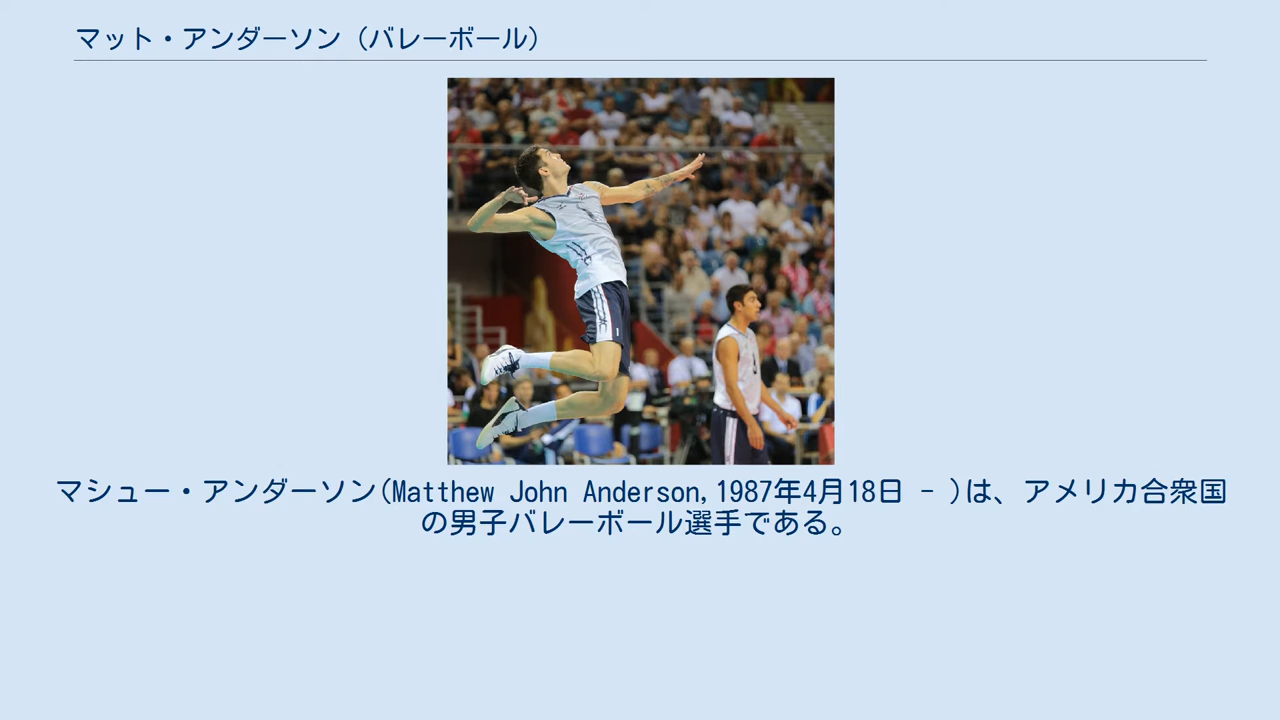 マット・アンダーソン（バレーボール）
マシュー・アンダーソン(Matthew John Anderson,1987年4月18日 - )は、アメリカ合衆国
の男子バレーボール選手である。